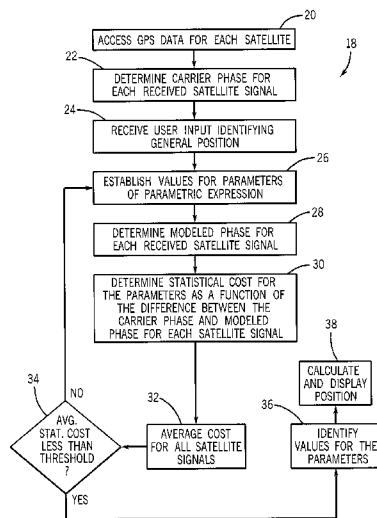 20
ACCESS GPS DATA FOR EACH SATELLITE
18
22
DETERMINE CARRIER PHASE FOR
EACH RECEIVED SATELLITE SIGNAL
24
RECEIVE USER INPUT IDENTIFYING
GENERAL POSITION
26
ESTABLISH VALUES FOR PARAMETERS
OF PARAMETRIC EXPRESSION
28
DETERMINE MODELED PHASE FOR
EACH RECEIVED SATELLITE SIGNAL
30
DETERMINE STATISTICAL COST FOR
THE PARAMETERS AS A FUNCTION OF
THE DIFFERENCE BETWEEN THE
CARRIER PHASE AND MODELED
PHASE FOR EACH SATELLITE SIGNAL
38
CALCULATE
AND DISPLAY
POSITION
34
NO
AVG.
STAT. COST
LESS THAN
THRESHOLD
?
YES
32
AVERAGE COST
FOR ALL SATELLITE
SIGNALS
36
IDENTIFY
VALUES FOR THE
PARAMETERS